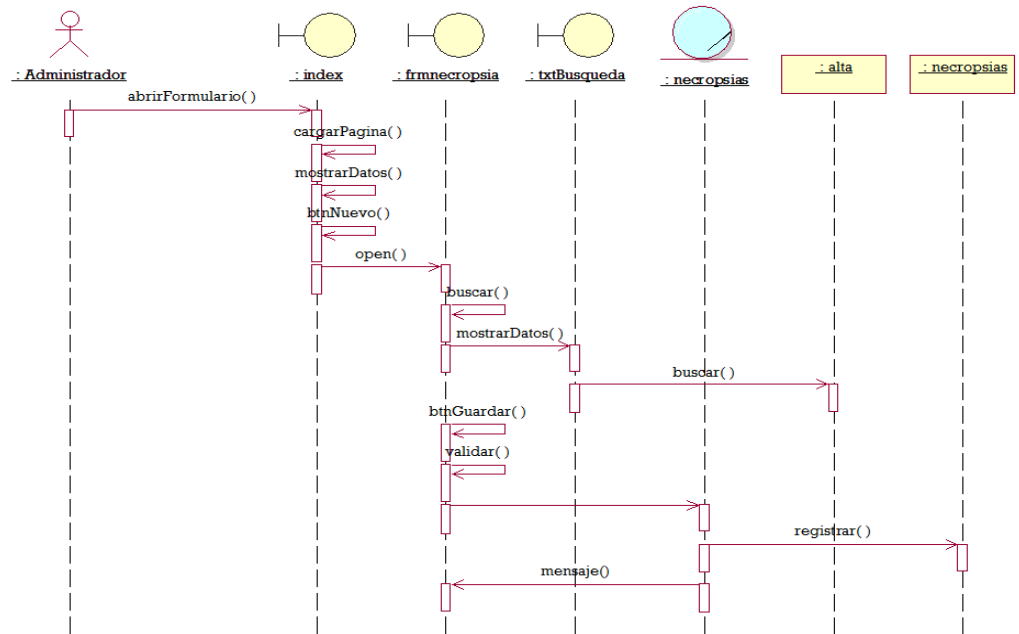 : Administrador
: index
: frmnecropsia
: txtBusqueda
: necropsias
: alta
: necropsias
abrirFormulario( )
cargarPagina( )
mostrarDatos( )
btnNuevo( )
open( )
buscar( )
mostrarDatos( )
buscar( )
btnGuardar( )
validar( )
registrar( )
mensaje()